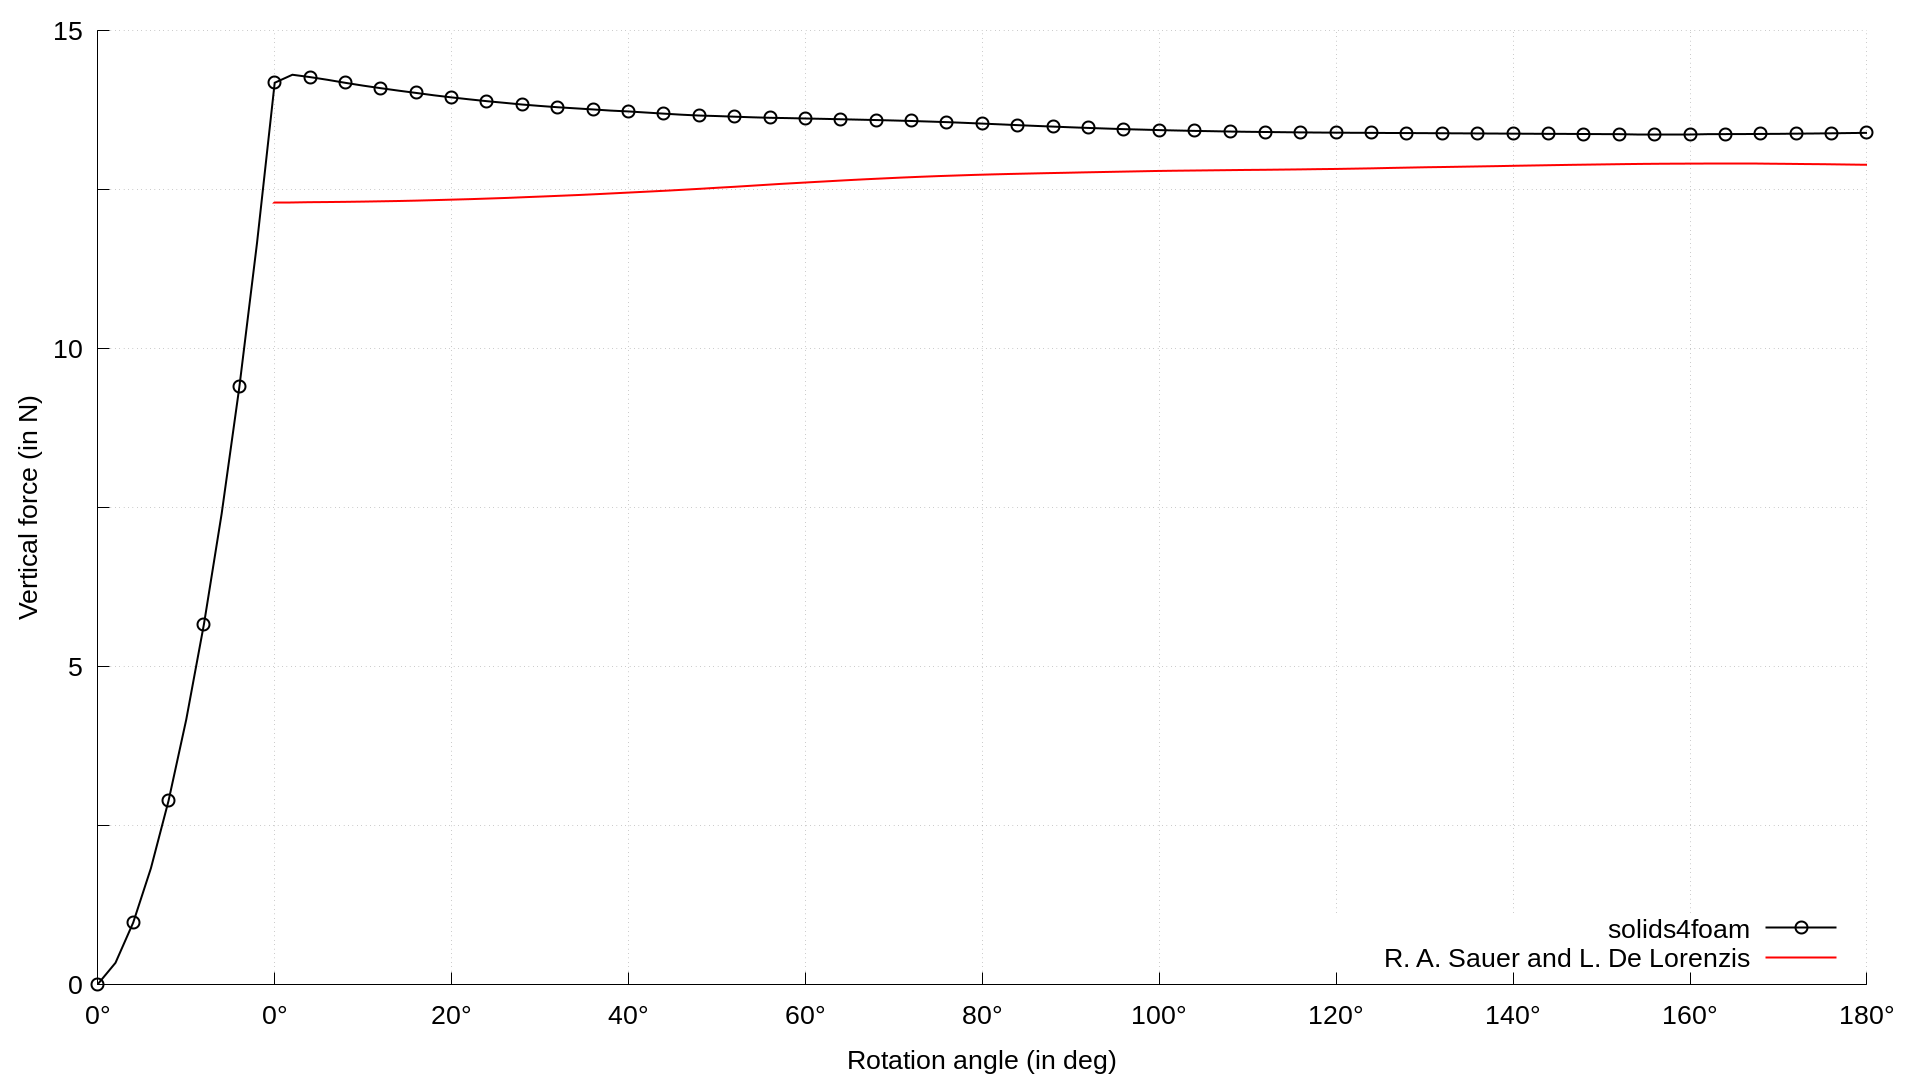 15
10
5
0
Vertical force (in N)
solids4foam
R. A. Sauer and L. De Lorenzis
0° 0° 20° 40° 60° 80° 100° 120° 140° 160° 180°
Rotation angle (in deg)